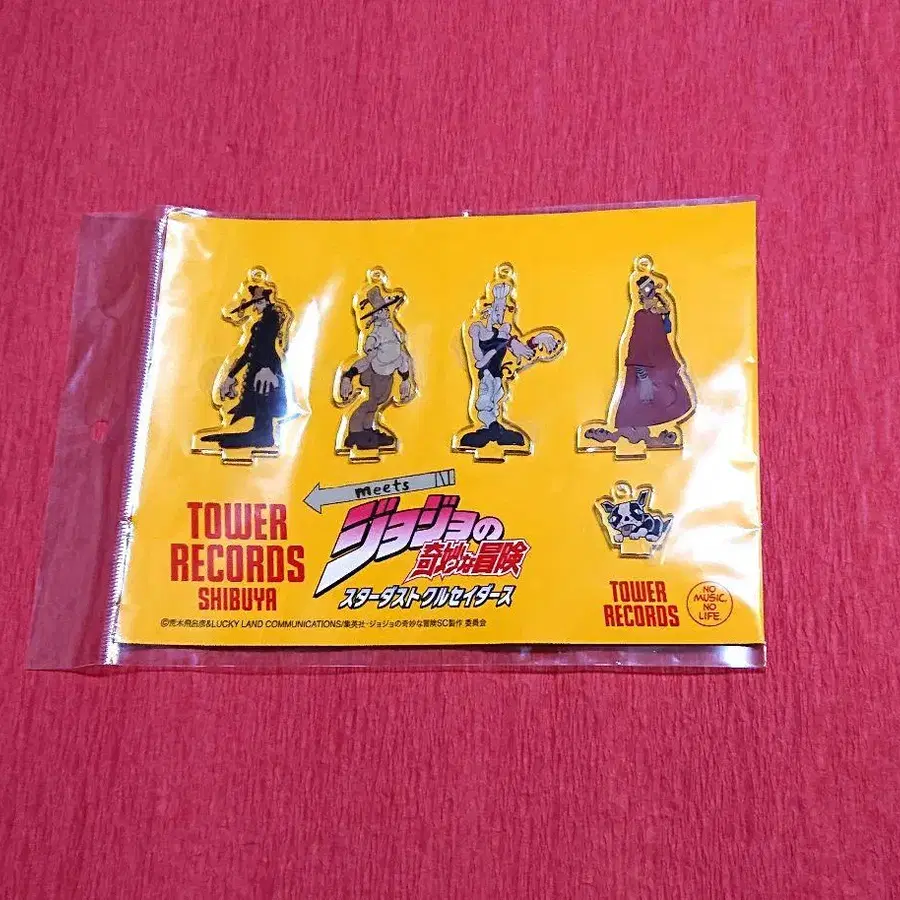 meets
TOWER
RECORDS
SHIBUYA
ジョジョの
奇妙な冒険
スターダストクルセイダース
TOWER
RECORDS
NO
MUSIC,
NO
LIFE.
©荒木飛呂彦&LUCKY LAND COMMUNICATIONS/集英社・ジョジョの奇妙な冒険SC製作委員会